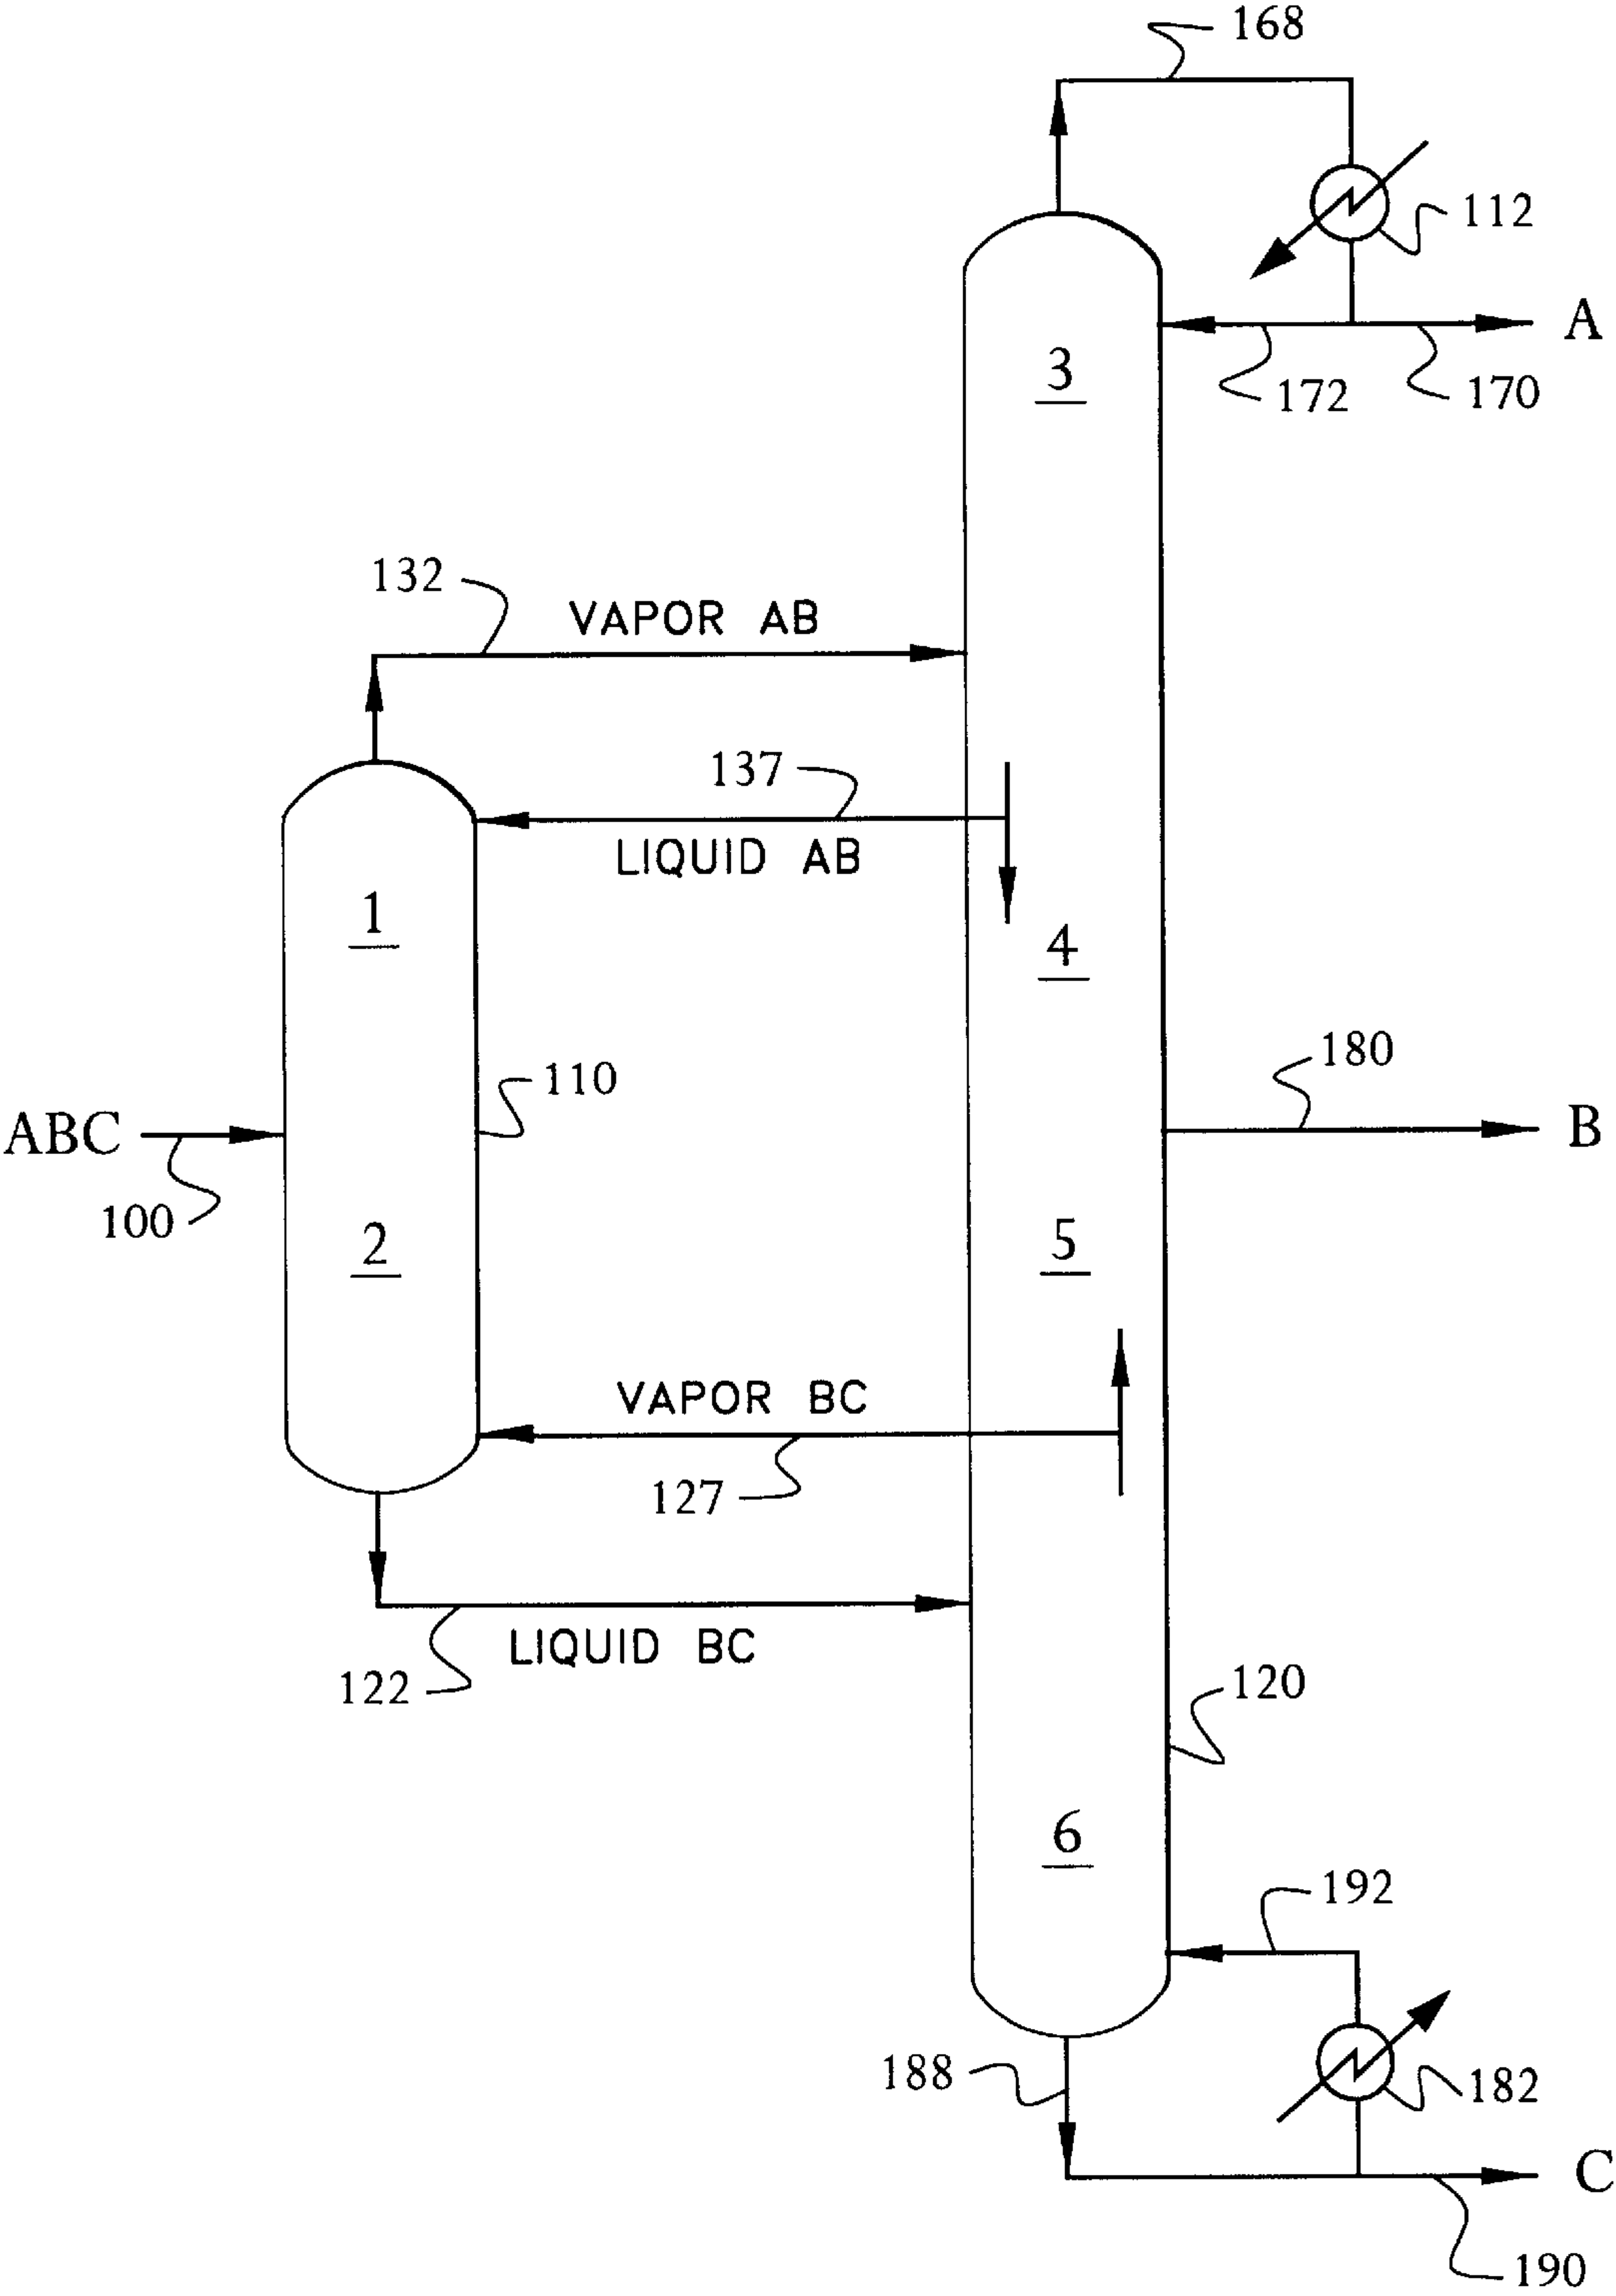 168
112
A
3
172
170
132
VAPOR AB
137
LIQUID AB
1
4
180
110
ABC
B
100
2
5
VAPOR BC
127
LIQUID BC
122
120
6
192
188
182
C
190